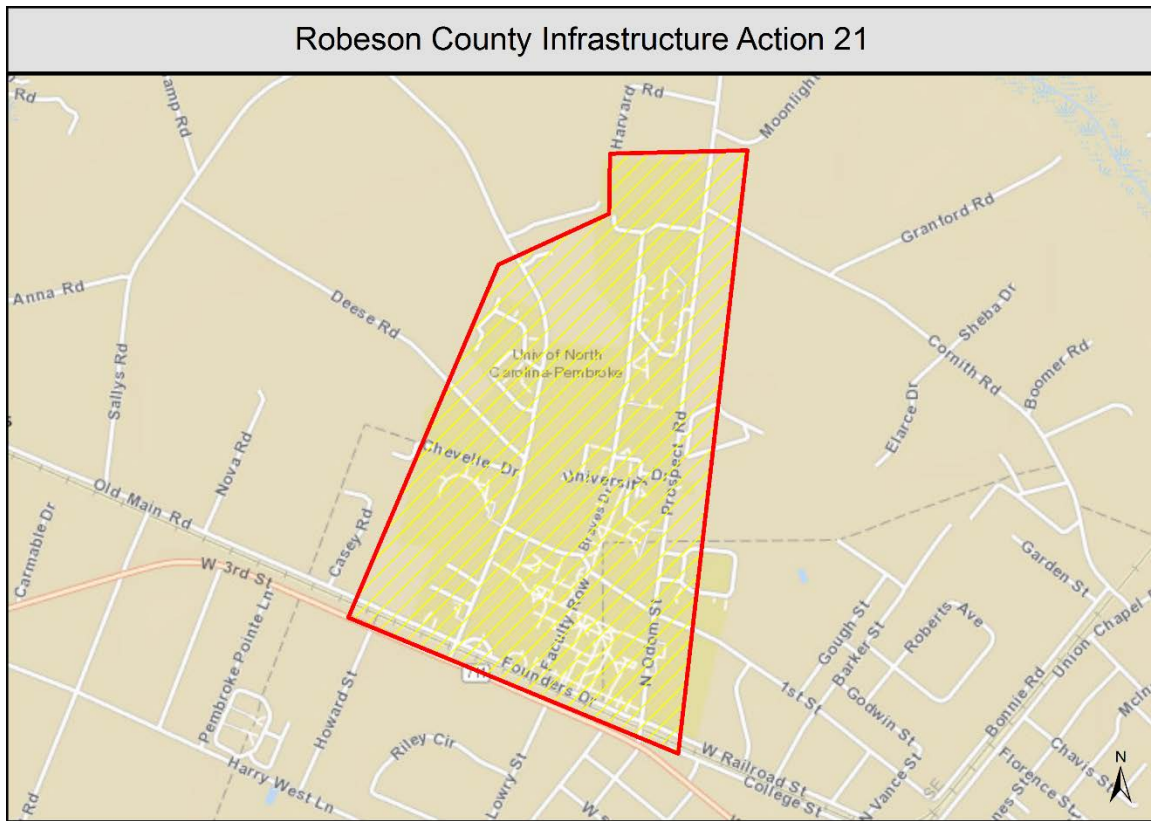 Robeson County Infrastructure Action 21
Rd
Harvard Rd
Moonlight
Granford Rd
Anna Rd
Deese Rd
Sheba Dr
Cornith Rd
Boomer Rd
Elarce Dr
Sallys Rd
Univ of North
Carolina-Pembroke
Prospect Rd
Nova Rd
Chevelle Dr
University Dr
Old Main Rd
Braves Dr
Casey Rd
Carmable Dr
W 3rd St
Garden St
Union Chapel
Gough St
Barker St
Roberts Ave
Pembroke Pointe Ln
Faculty Row
N Odom St
1st St
Godwin St
Bonnie Rd
Howard St
711
Founders Dr
Riley Cir
Lowry St
W Railroad St
College St
N Vance St
Florence St
Chavis St
Harry West Ln
Rd
SE
N